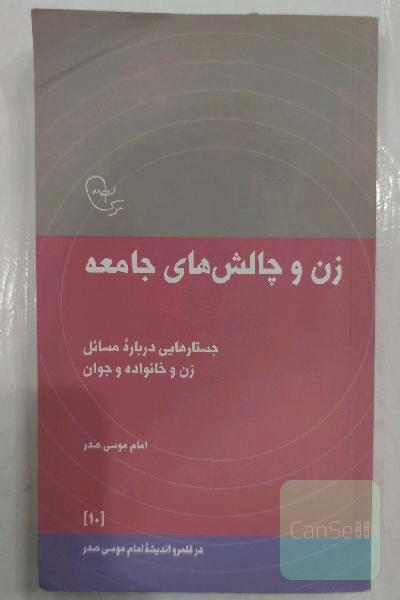 زن و چالش‌های جامعه
جستارهایی دربارهٔ مسائل
زن و خانواده و جوان
امام موسی صدر
[۱۰]
در قلمرو اندیشهٔ امام موسی صدر
CanSell